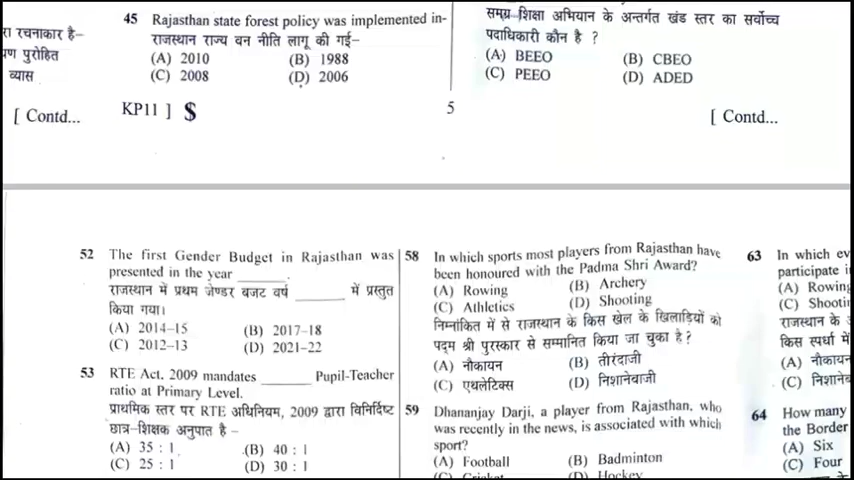 रा रचनाकार है–
पण पुरोहित
व्यास
[ Contd...
45 Rajasthan state forest policy was implemented in-
राजस्थान राज्य वन नीति लागू की गई–
(A) 2010 (B) 1988
(C) 2008 (D) 2006
KP11 ] $
5
समग्र शिक्षा अभियान के अन्तर्गत खंड स्तर का सर्वोच्च
पदाधिकारी कौन है ?
(A) BEEO (B) CBEO
(C) PEEO (D) ADED
[ Contd...
52 The first Gender Budget in Rajasthan was
presented in the year ______.
राजस्थान में प्रथम जेण्डर बजट वर्ष ______ में प्रस्तुत
किया गया।
(A) 2014-15 (B) 2017-18
(C) 2012-13 (D) 2021-22
53 RTE Act. 2009 mandates ______ Pupil-Teacher
ratio at Primary Level.
प्राथमिक स्तर पर RTE अधिनियम, 2009 द्वारा विनिर्दिष्ट
छात्र-शिक्षक अनुपात है –
(A) 35 : 1 (B) 40 : 1
(C) 25 : 1 (D) 30 : 1
58 In which sports most players from Rajasthan have
been honoured with the Padma Shri Award?
(A) Rowing (B) Archery
(C) Athletics (D) Shooting
निम्नांकित में से राजस्थान के किस खेल के खिलाड़ियों को
पद्म श्री पुरस्कार से सम्मानित किया जा चुका है?
(A) नौकायन (B) तीरंदाजी
(C) एथलेटिक्स (D) निशानेबाजी
59 Dhananjay Darji, a player from Rajasthan, who
was recently in the news, is associated with which
sport?
(A) Football (B) Badminton
(C) Cricket (D) Hockey
63 In which ev
participate i
(A) Rowing
(C) Shooti
राजस्थान के
किस स्पर्धा में
(A) नौकायन
(C) निशानेब
64 How many
the Border
(A) Six
(C) Four